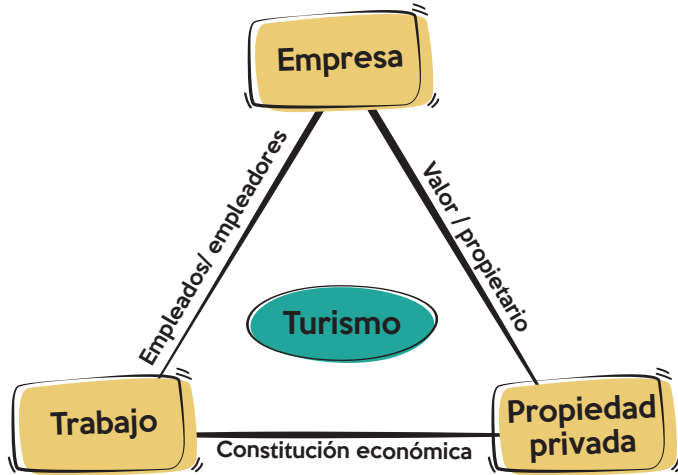 Empresa
Empleados/ empleadores
Valor / propietario
Turismo
Trabajo
Propiedad
privada
Constitución económica